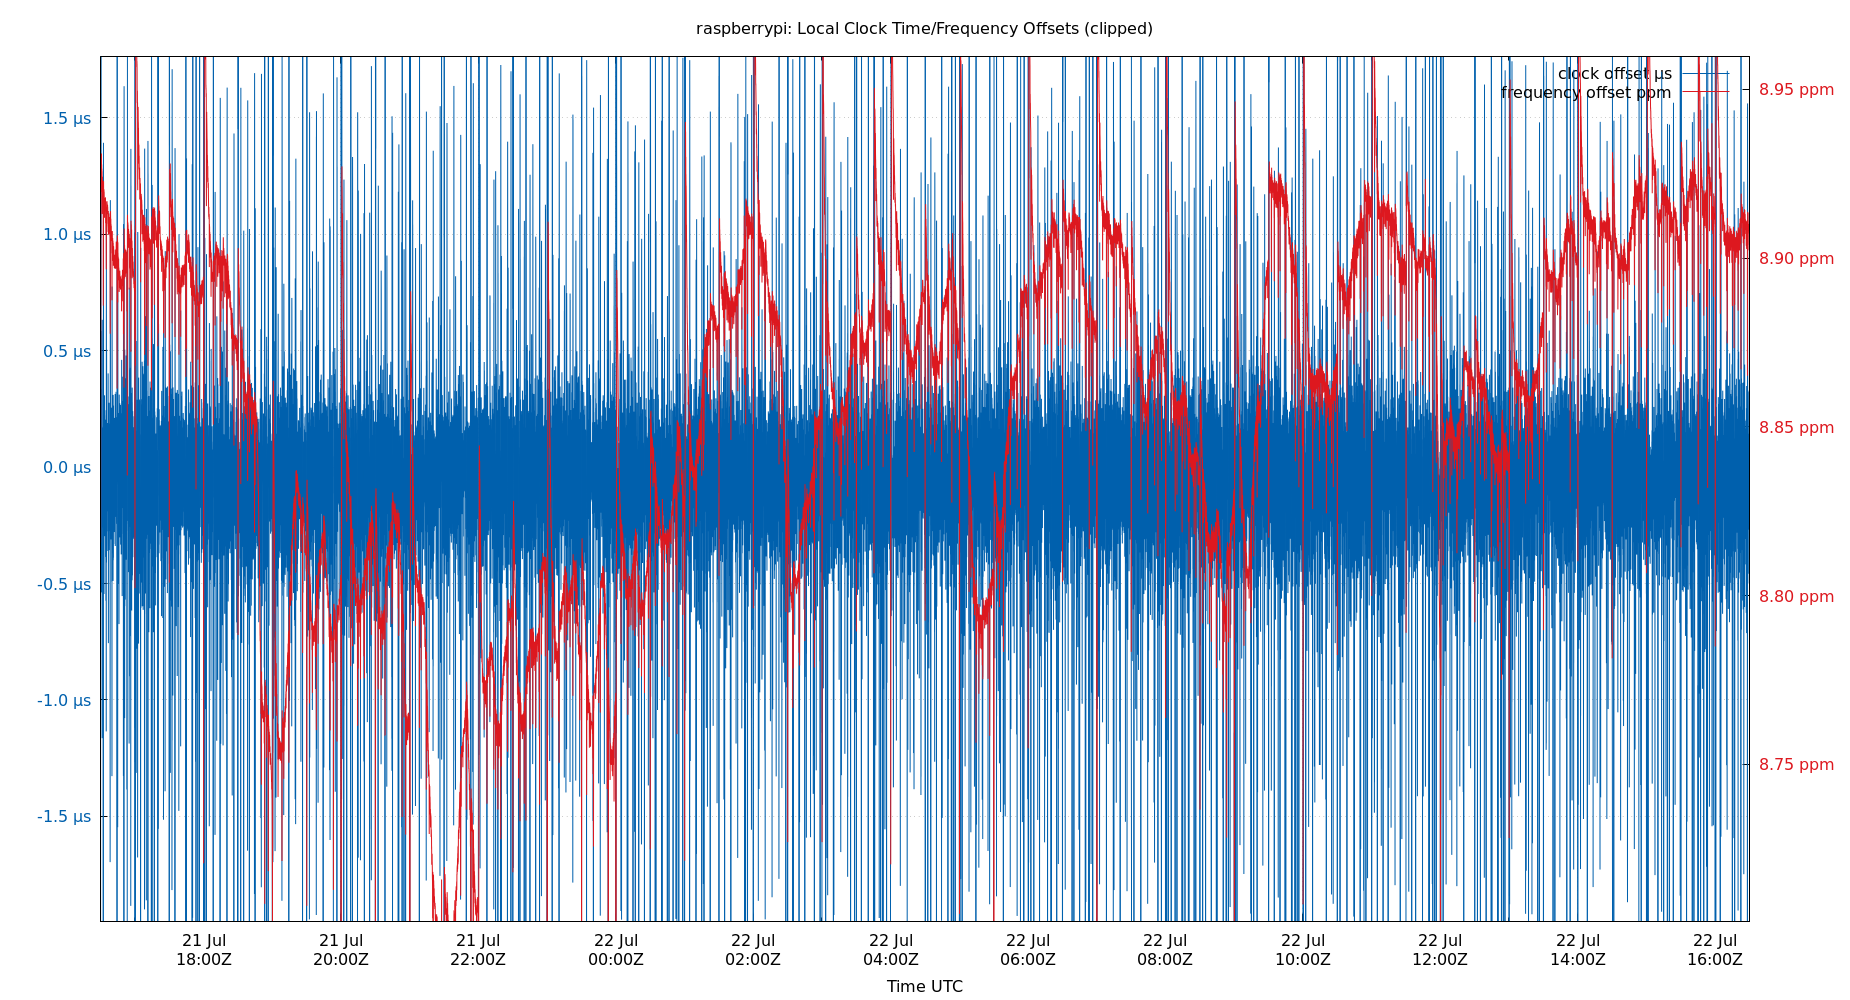 raspberrypi: Local Clock Time/Frequency Offsets (clipped)
clock offset µs
frequency offset ppm
1.5 µs
1.0 µs
0.5 µs
0.0 µs
-0.5 µs
-1.0 µs
-1.5 µs
8.95 ppm
8.90 ppm
8.85 ppm
8.80 ppm
8.75 ppm
21 Jul 21 Jul 21 Jul 22 Jul 22 Jul 22 Jul 22 Jul 22 Jul 22 Jul 22 Jul 22 Jul 22 Jul
18:00Z 20:00Z 22:00Z 00:00Z 02:00Z 04:00Z 06:00Z 08:00Z 10:00Z 12:00Z 14:00Z 16:00Z
Time UTC